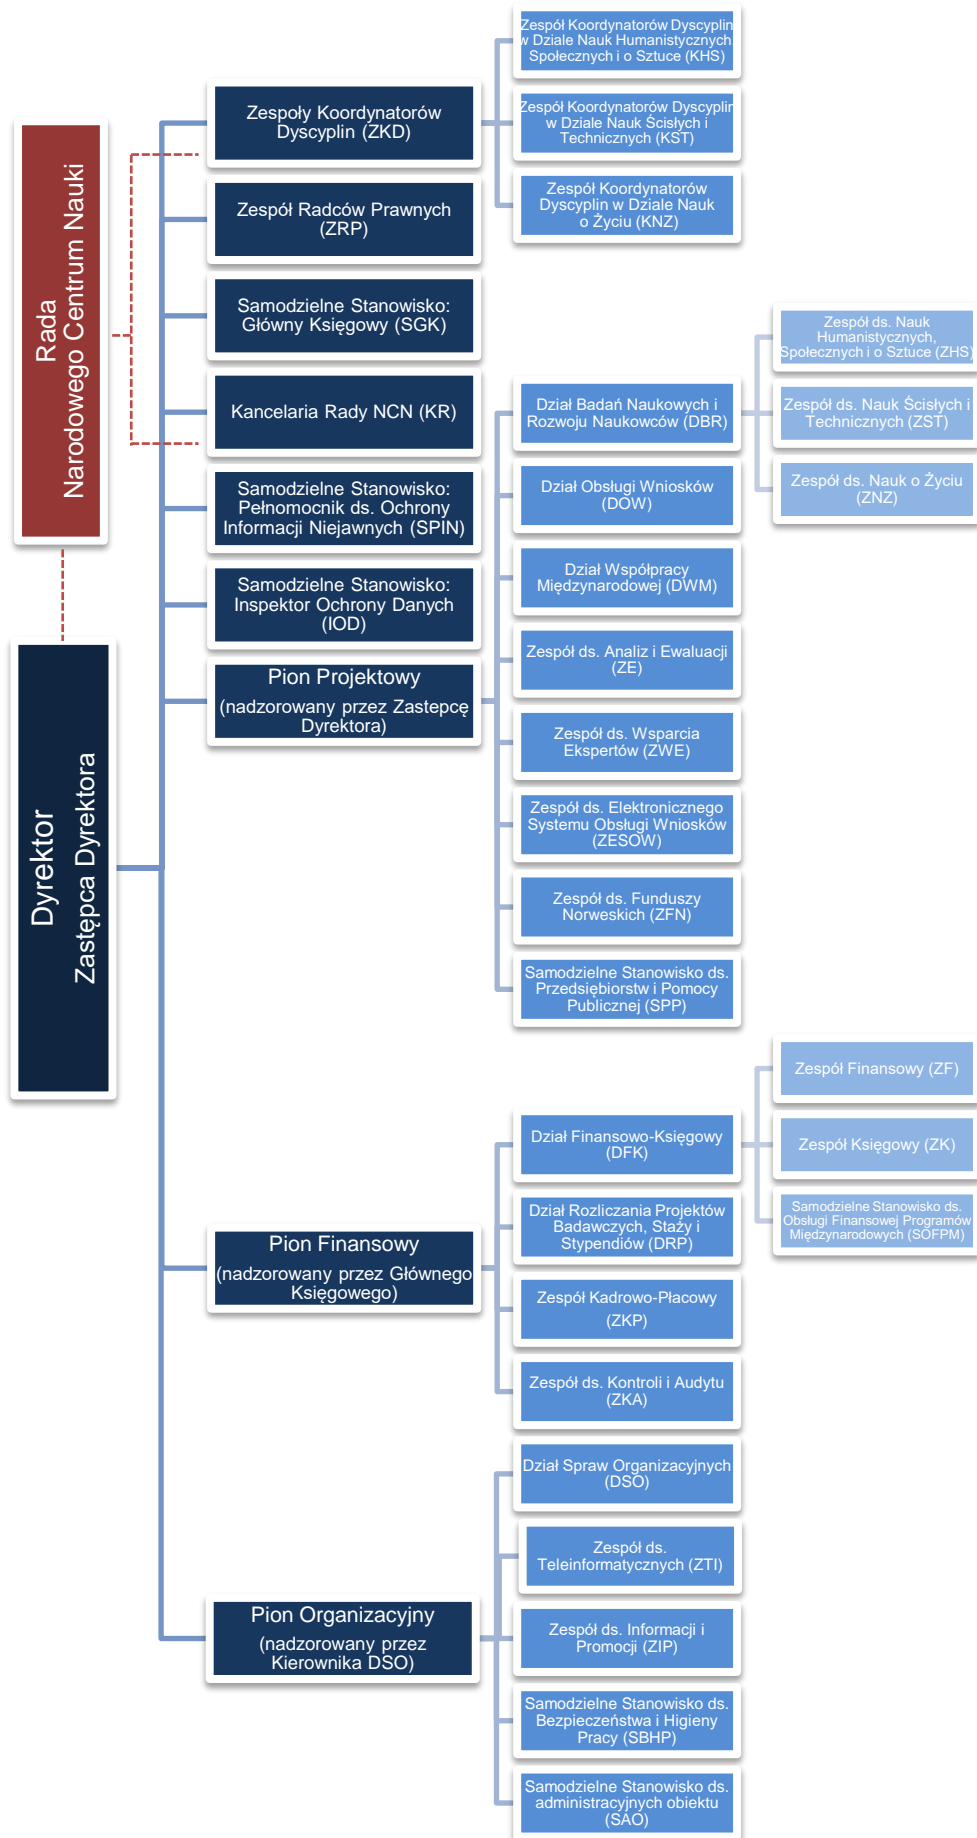 Rada
Narodowego Centrum Nauki
Dyrektor
Zastępca Dyrektora
Zespoły Koordynatorów
Dyscyplin (ZKD)
Zespół Koordynatorów Dyscyplin
w Dziale Nauk Humanistycznych
Społecznych i o Sztuce (KHS)
Zespół Koordynatorów Dyscyplin
w Dziale Nauk Ścisłych i
Technicznych (KST)
Zespół Koordynatorów
Dyscyplin w Dziale Nauk
o Życiu (KNZ)
Zespół Radców Prawnych
(ZRP)
Samodzielne Stanowisko:
Główny Księgowy (SGK)
Kancelaria Rady NCN (KR)
Samodzielne Stanowisko:
Pełnomocnik ds. Ochrony
Informacji Niejawnych (SPIN)
Samodzielne Stanowisko:
Inspektor Ochrony Danych
(IOD)
Pion Projektowy
(nadzorowany przez Zastepcę
Dyrektora)
Dział Badań Naukowych i
Rozwoju Naukowców (DBR)
Zespół ds. Nauk
Humanistycznych,
Społecznych i o Sztuce (ZHS)
Zespół ds. Nauk Ścisłych i
Technicznych (ZST)
Zespół ds. Nauk o Życiu
(ZNZ)
Dział Obsługi Wniosków
(DOW)
Dział Współpracy
Międzynarodowej (DWM)
Zespół ds. Analiz i Ewaluacji
(ZE)
Zespół ds. Wsparcia
Ekspertów (ZWE)
Zespół ds. Elektronicznego
Systemu Obsługi Wniosków
(ZESOW)
Zespół ds. Funduszy
Norweskich (ZFN)
Samodzielne Stanowisko ds.
Przedsiębiorstw i Pomocy
Publicznej (SPP)
Pion Finansowy
(nadzorowany przez Głównego
Księgowego)
Dział Finansowo-Księgowy
(DFK)
Zespół Finansowy (ZF)
Zespół Księgowy (ZK)
Samodzielne Stanowisko ds.
Obsługi Finansowej Programów
Międzynarodowych (SOFPM)
Dział Rozliczania Projektów
Badawczych, Staży i
Stypendiów (DRP)
Zespół Kadrowo-Płacowy
(ZKP)
Zespół ds. Kontroli i Audytu
(ZKA)
Pion Organizacyjny
(nadzorowany przez
Kierownika DSO)
Dział Spraw Organizacyjnych
(DSO)
Zespół ds.
Teleinformatycznych (ZTI)
Zespół ds. Informacji i
Promocji (ZIP)
Samodzielne Stanowisko ds.
Bezpieczeństwa i Higieny
Pracy (SBHP)
Samodzielne Stanowisko ds.
administracyjnych obiektu
(SAO)